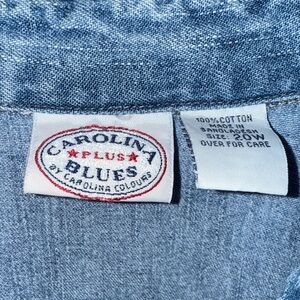 CAROLINA
★PLUS★
BLUES
BY CAROLINA COLOURS
100% COTTON
MADE IN
BANGLADESH
SIZE: 20W
OVER FOR CARE